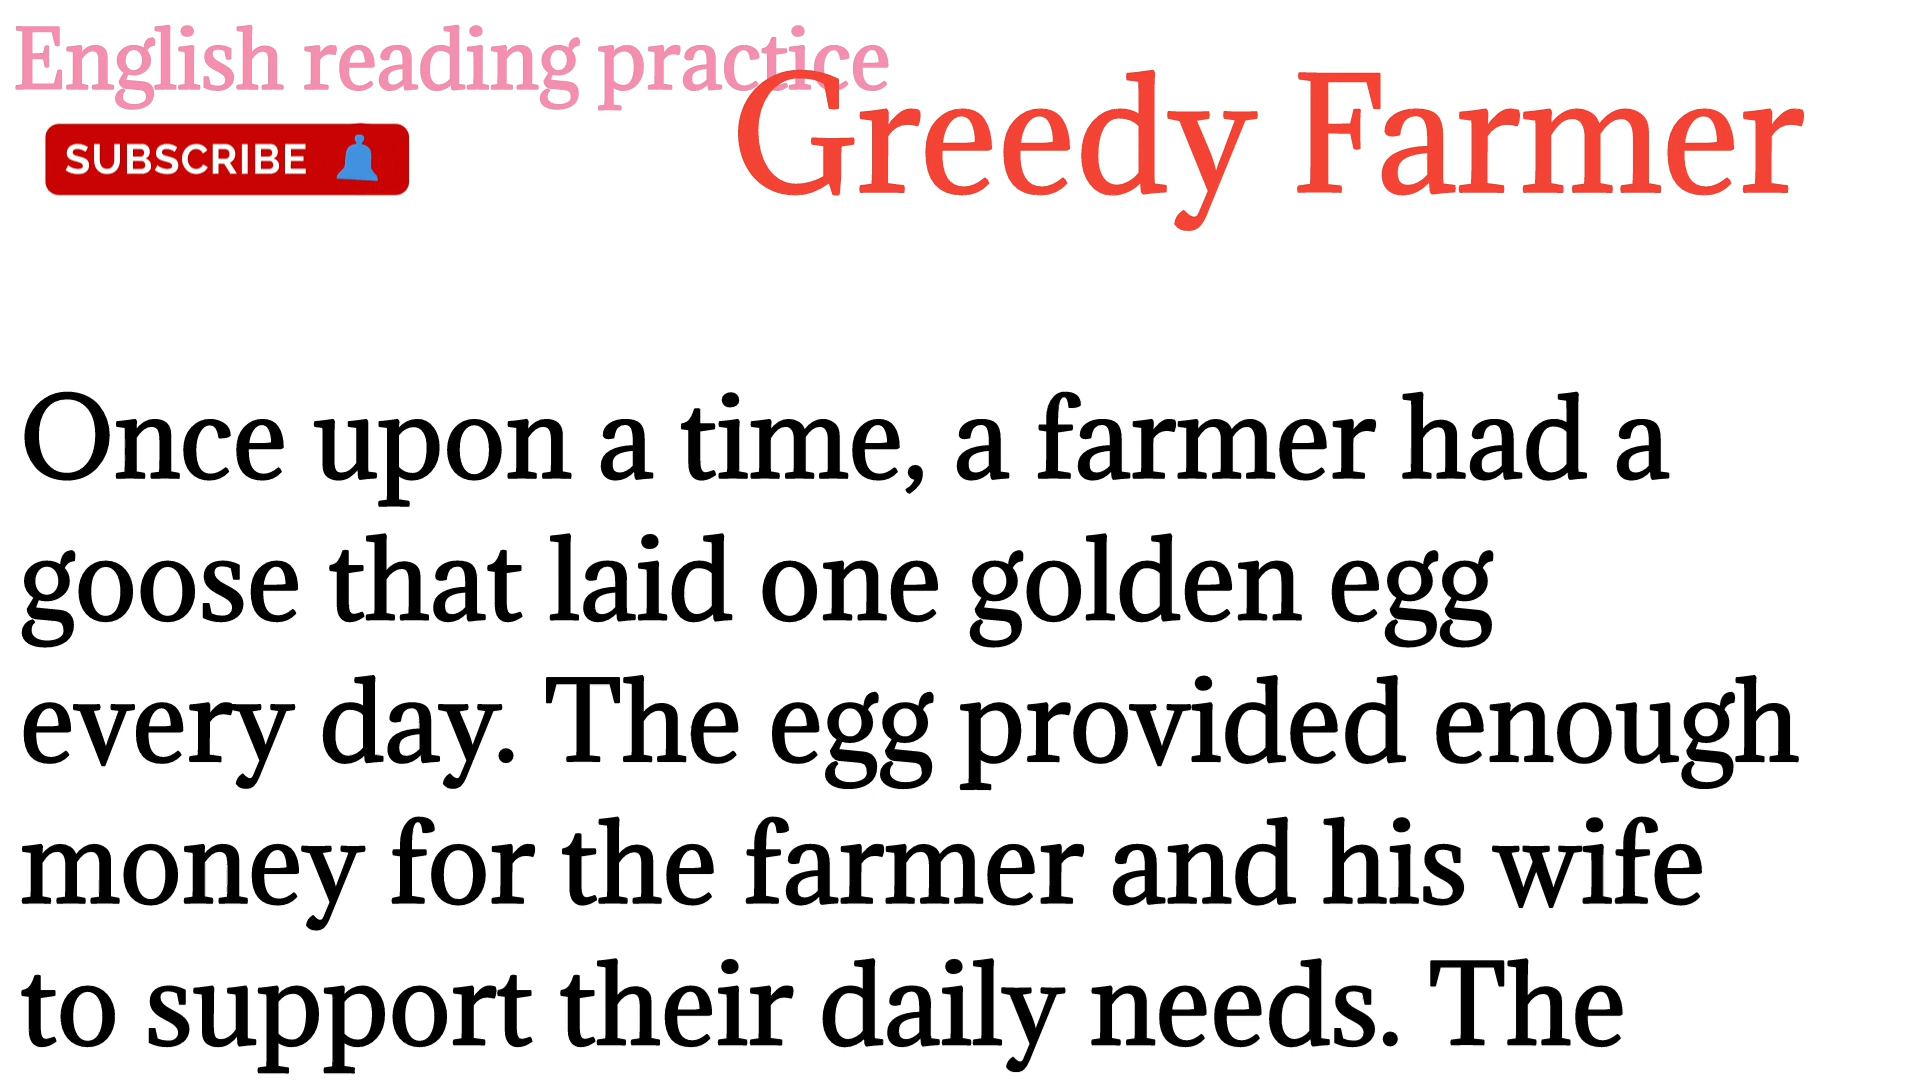 English reading practice
SUBSCRIBE
Greedy Farmer
Once upon a time, a farmer had a
goose that laid one golden egg
every day. The egg provided enough
money for the farmer and his wife
to support their daily needs. The